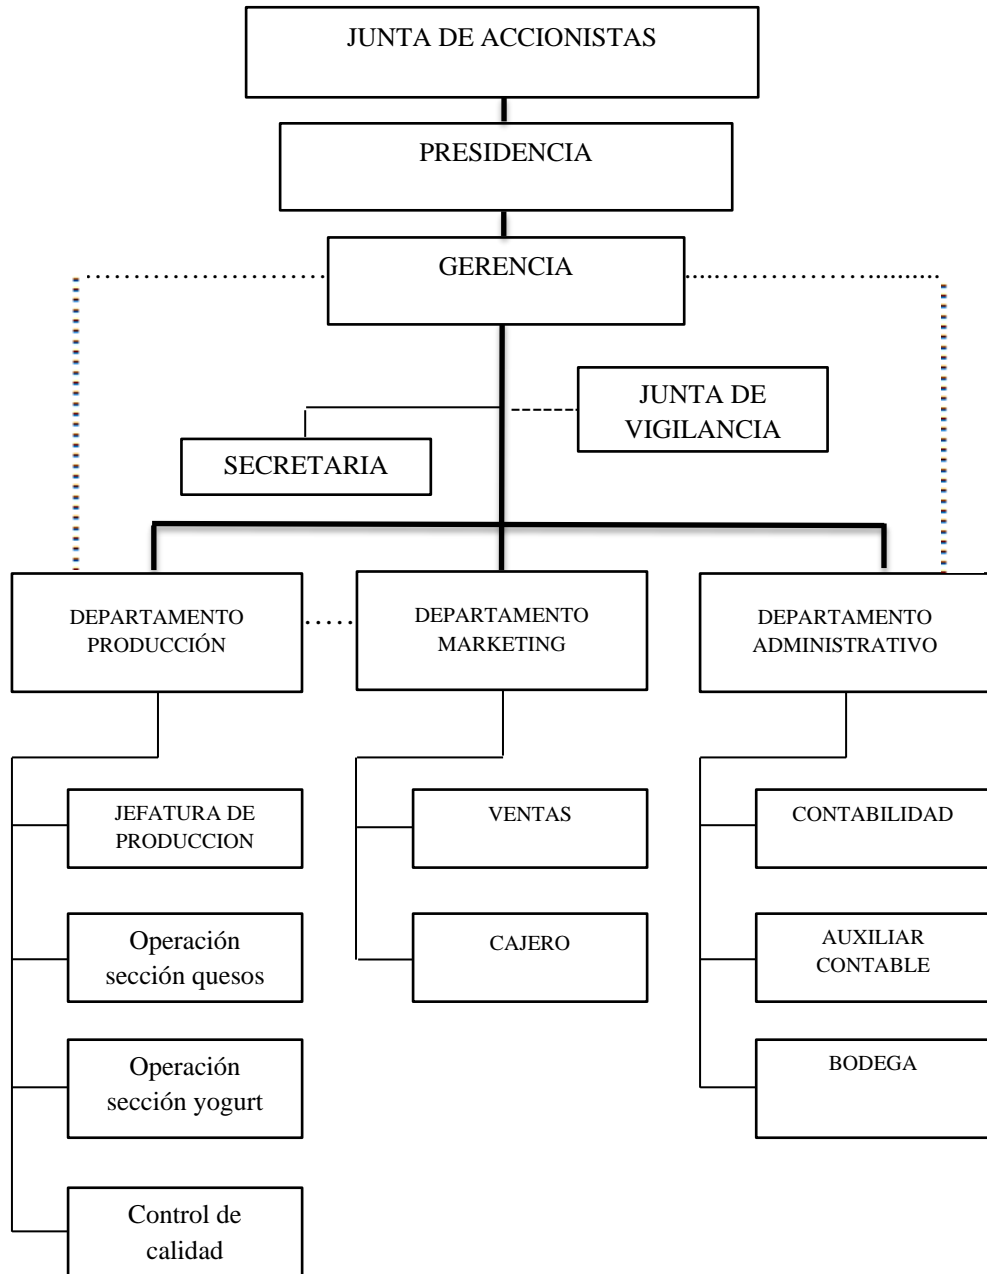 JUNTA DE ACCIONISTAS
PRESIDENCIA
GERENCIA
JUNTA DE
VIGILANCIA
SECRETARIA
DEPARTAMENTO
PRODUCCIÓN
DEPARTAMENTO
MARKETING
DEPARTAMENTO
ADMINISTRATIVO
JEFATURA DE
PRODUCCION
Operación
sección quesos
Operación
sección yogurt
Control de
calidad
VENTAS
CAJERO
CONTABILIDAD
AUXILIAR
CONTABLE
BODEGA